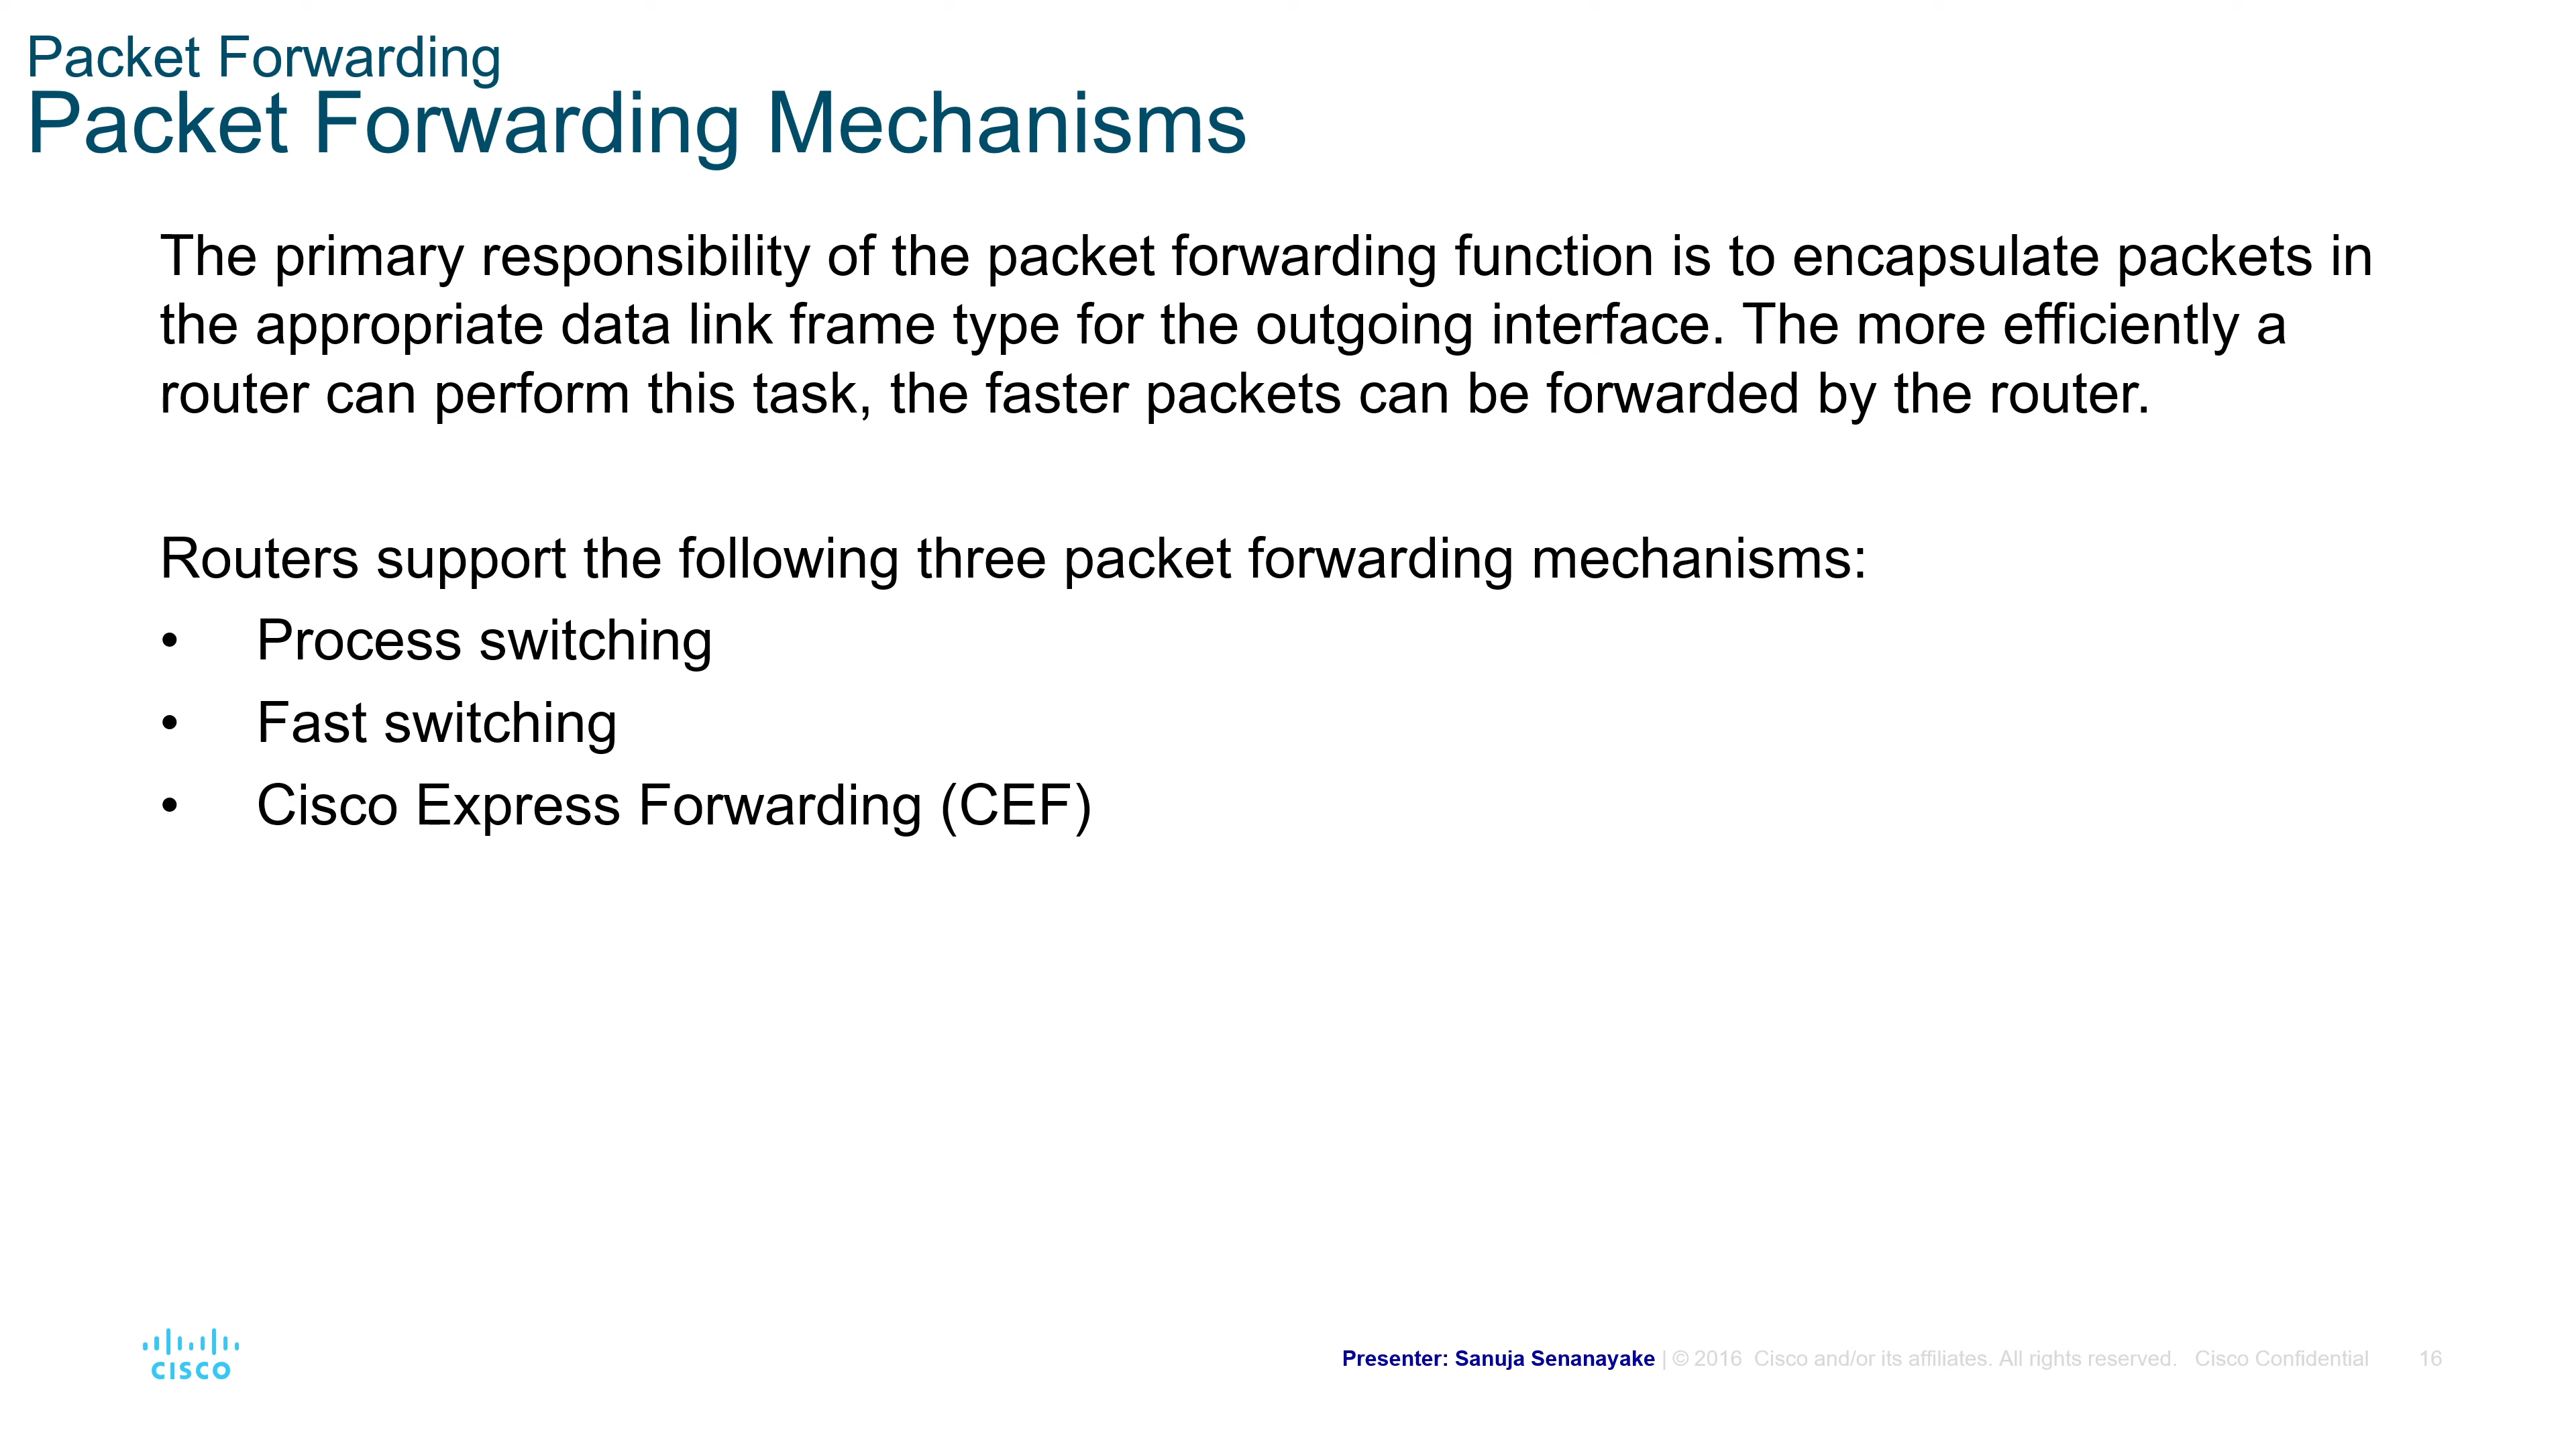 Packet Forwarding
Packet Forwarding Mechanisms
The primary responsibility of the packet forwarding function is to encapsulate packets in
the appropriate data link frame type for the outgoing interface. The more efficiently a
router can perform this task, the faster packets can be forwarded by the router.
Routers support the following three packet forwarding mechanisms:
• Process switching
• Fast switching
• Cisco Express Forwarding (CEF)
CISCO
Presenter: Sanuja Senanayake | © 2016 Cisco and/or its affiliates. All rights reserved. Cisco Confidential 16